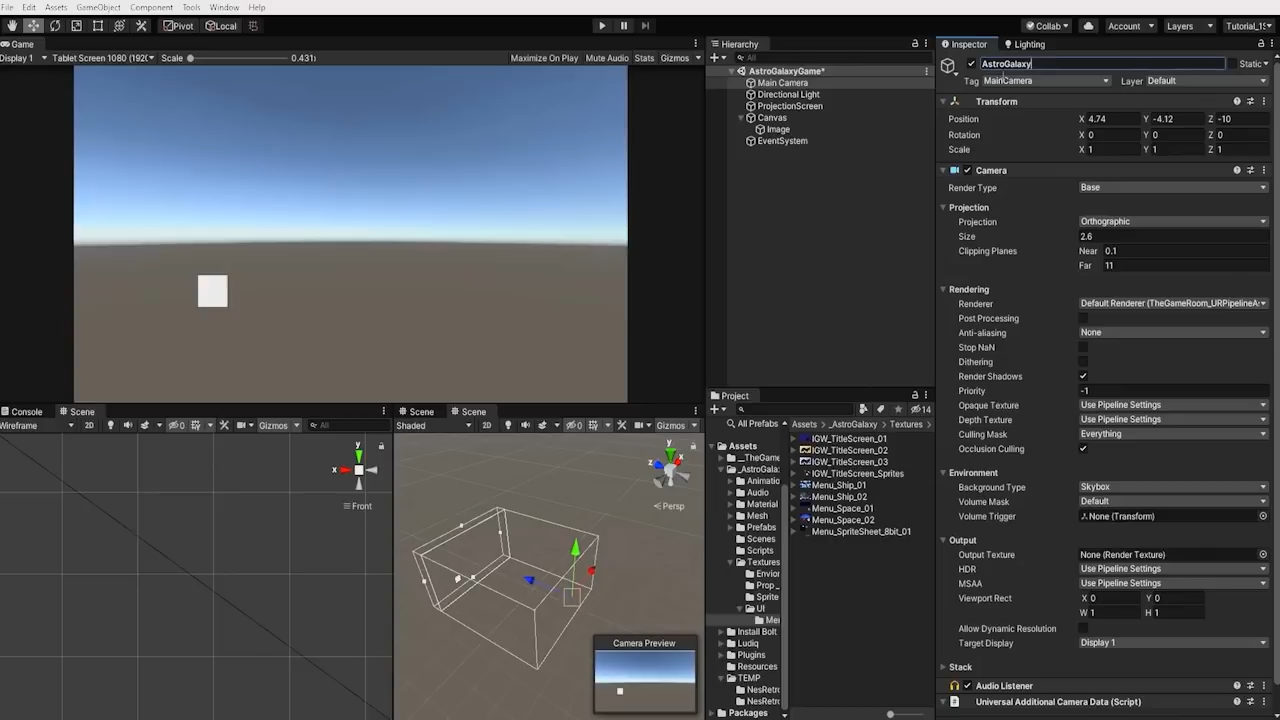 File Edit Assets GameObject Component Tools Window Help
Pivot Local Collab Account Layers Tutorial_15
Game
Display 1 Tablet Screen 1080 (192 Scale 0.431 Maximize On Play Mute Audio Stats Gizmos
Hierarchy
All
AstroGalaxyGame*
Main Camera
Directional Light
ProjectionScreen
Canvas
Image
EventSystem
Inspector Lighting
AstroGalaxy Static
Tag MainCamera Layer Default
Transform
Position X 4.74 Y -4.12 Z -10
Rotation X 0 Y 0 Z 0
Scale X 1 Y 1 Z 1
Camera
Render Type Base
Projection
Projection Orthographic
Size 2.6
Clipping Planes Near 0.1
Far 11
Rendering
Renderer Default Renderer (TheGameRoom_URPipelineA
Post Processing
Anti-aliasing None
Stop NaN
Dithering
Render Shadows
Priority -1
Opaque Texture Use Pipeline Settings
Depth Texture Use Pipeline Settings
Culling Mask Everything
Occlusion Culling
Environment
Background Type Skybox
Volume Mask Default
Volume Trigger None (Transform)
Output
Output Texture None (Render Texture)
HDR Use Pipeline Settings
MSAA Use Pipeline Settings
Viewport Rect X 0 Y 0
W 1 H 1
Allow Dynamic Resolution
Target Display Display 1
Stack
Audio Listener
Universal Additional Camera Data (Script)
Console Scene
Wireframe 2D 0 Gizmos All
y
x
Front
Scene Scene
Shaded 2D 0 Gizmos
y
z x
Persp
Camera Preview
Project
14
All Prefabs
Assets
__TheGame
_AstroGala
Animatio
Audio
Material
Mesh
Prefabs
Scenes
Scripts
Textures
Envior
Prop_
Sprite
UI
Me
Install Bolt
Ludiq
Plugins
Resources
TEMP
NesRetro
NesRetro
Packages
Assets _AstroGalaxy Textures
IGW_TitleScreen_01
IGW_TitleScreen_02
IGW_TitleScreen_03
IGW_TitleScreen_Sprites
Menu_Ship_01
Menu_Ship_02
Menu_Space_01
Menu_Space_02
Menu_SpriteSheet_8bit_01